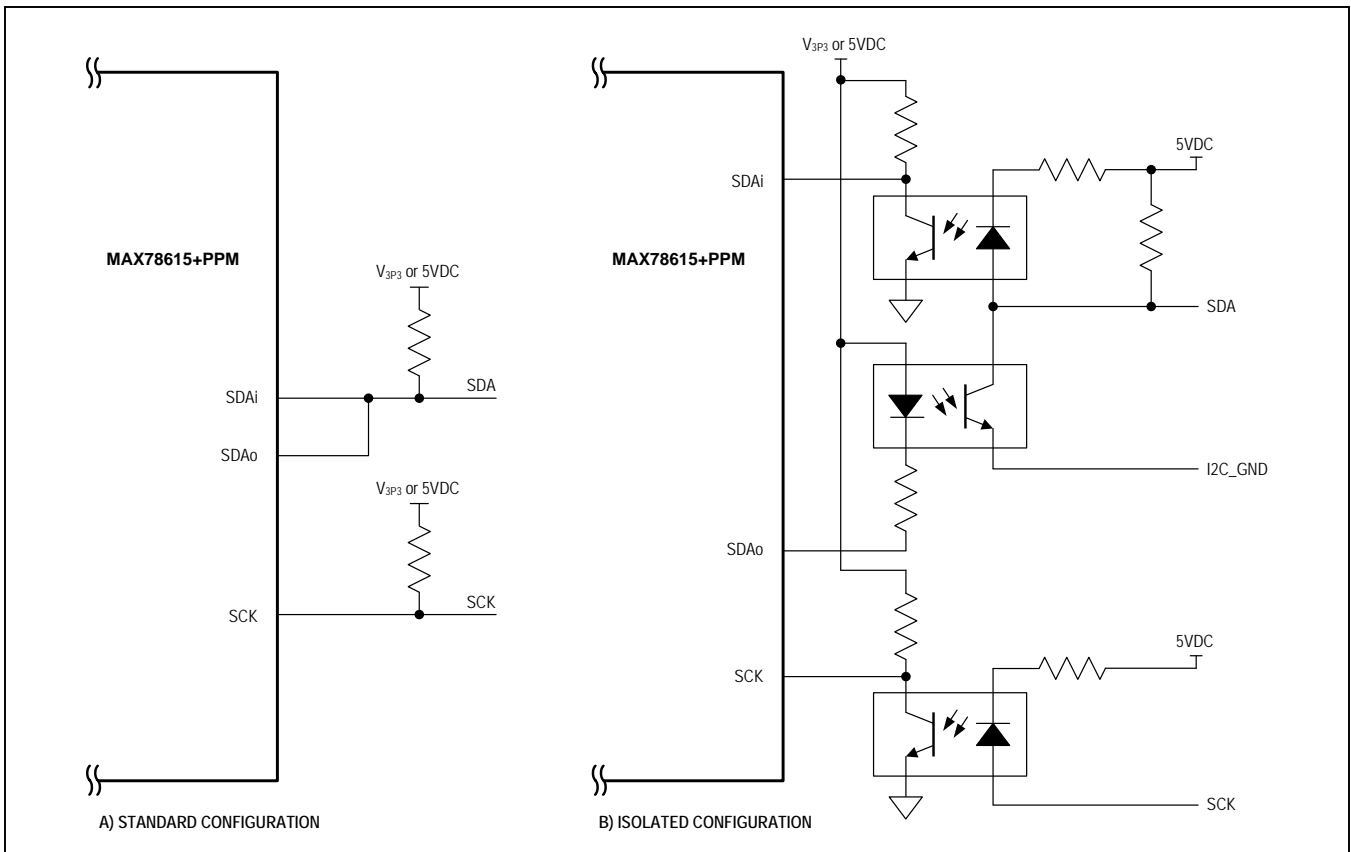 MAX78615+PPM
V3P3 or 5VDC
SDAi
SDA
SDAo
V3P3 or 5VDC
SCK
SCK
A) STANDARD CONFIGURATION
V3P3 or 5VDC
5VDC
SDAi
MAX78615+PPM
SDA
I2C_GND
SDAo
5VDC
SCK
SCK
B) ISOLATED CONFIGURATION